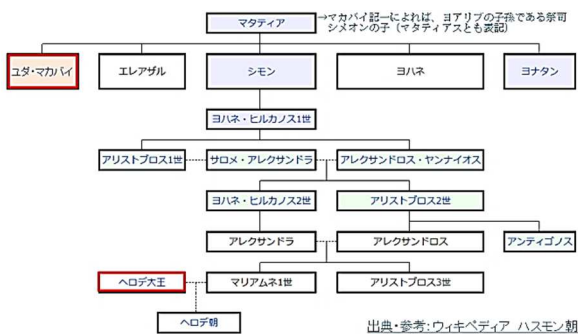 マタティア
→マカバイ記一によれば、ヨアリブの子孫である祭司
シメオンの子（マタティアスとも表記）
ユダ・マカバイ
エレアザル
シモン
ヨハネ
ヨナタン
ヨハネ・ヒルカノス1世
アリストブロス1世
サロメ・アレクサンドラ
アレクサンドロス・ヤンナイオス
ヨハネ・ヒルカノス2世
アリストブロス2世
アレクサンドラ
アレクサンドロス
アンティゴノス
ヘロデ大王
マリアムネ1世
アリストブロス3世
ヘロデ朝
出典・参考：ウィキペディア ハスモン朝